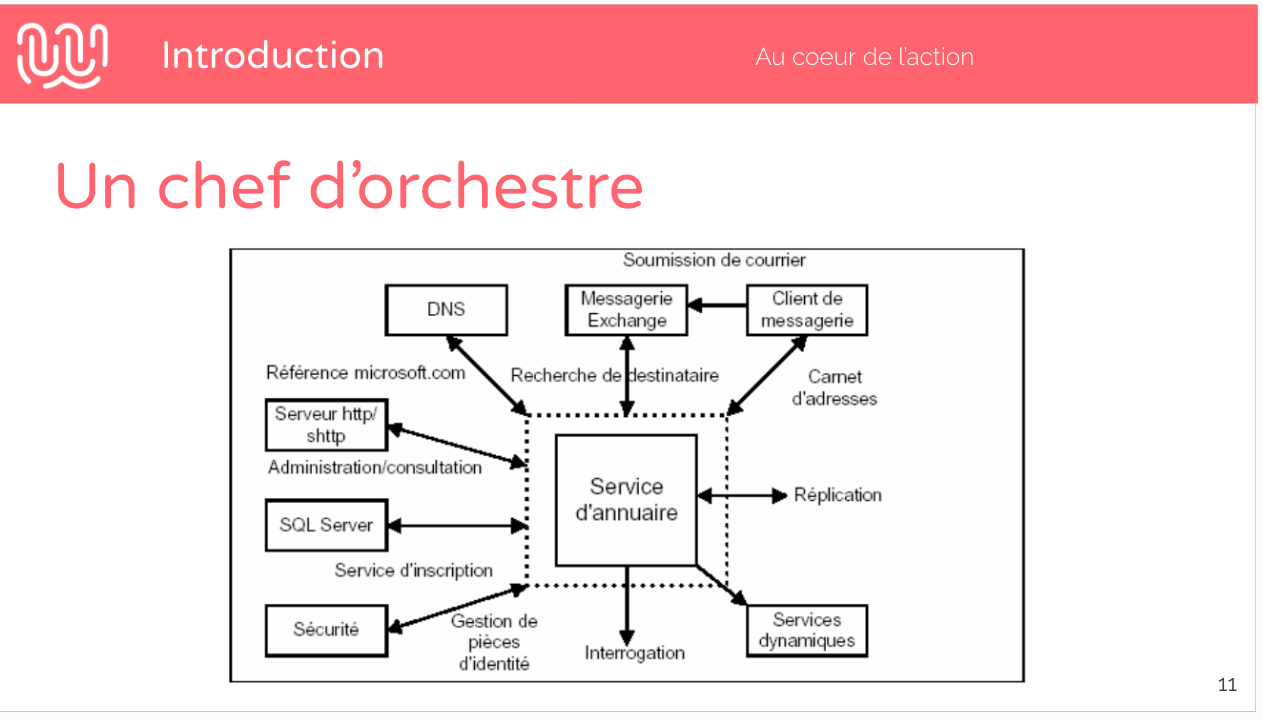 Introduction
Au coeur de l'action
Un chef d'orchestre
Soumission de courrier
DNS
Messagerie
Exchange
Client de
messagerie
Référence microsoft.com
Recherche de destinataire
Carnet
d'adresses
Serveur http/
shttp
Administration/consultation
Service
d'annuaire
Réplication
SQL Server
Service d'inscription
Sécurité
Gestion de
pièces
d'identité
Interrogation
Services
dynamiques
11